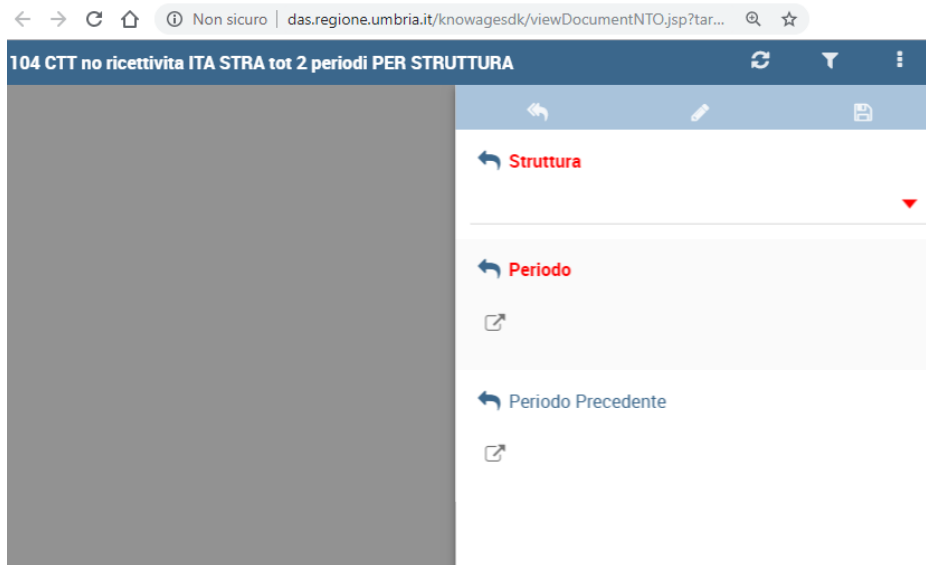 Non sicuro | das.regione.umbria.it/knowagesdk/viewDocumentNTO.jsp?tar...
104 CTT no ricettivita ITA STRA tot 2 periodi PER STRUTTURA
Struttura
Periodo
Periodo Precedente